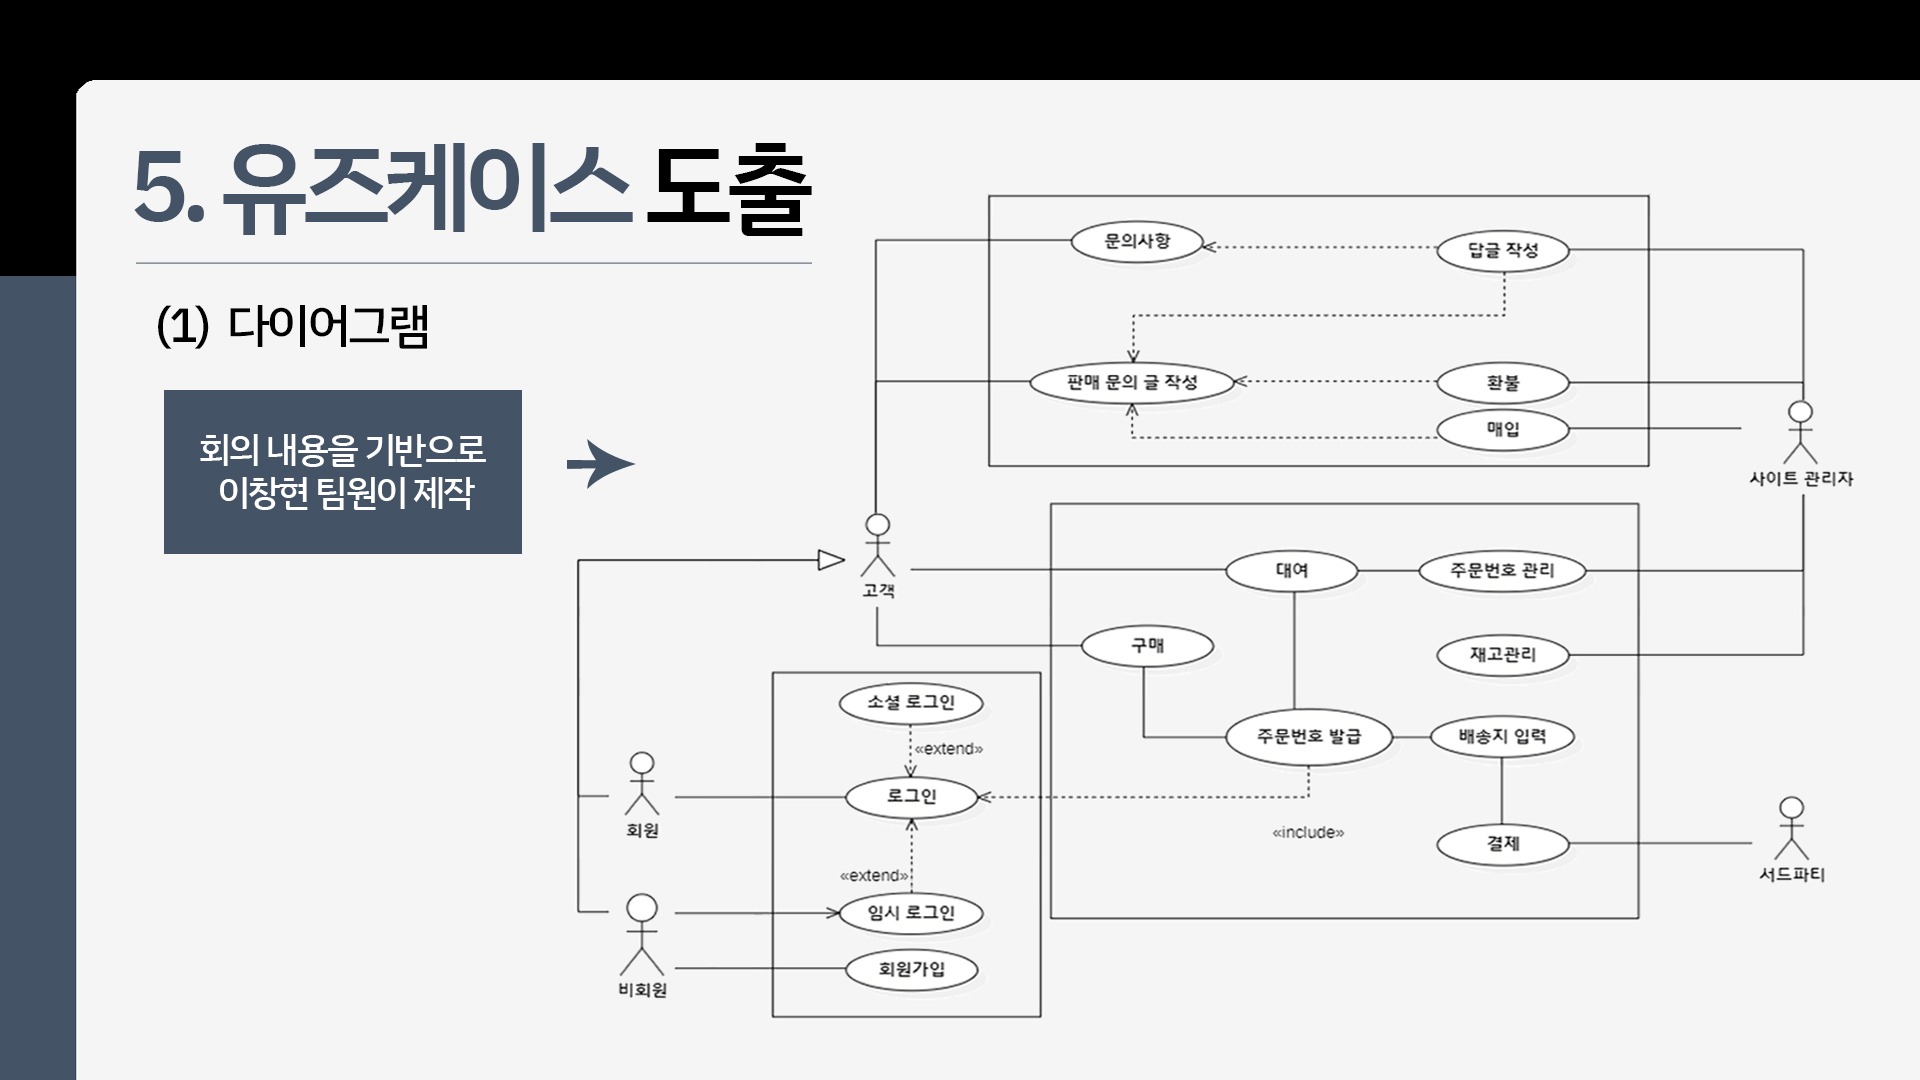 5. 유즈케이스 도출
(1) 다이어그램
회의 내용을 기반으로
이창현 팀원이 제작
문의사항
답글 작성
판매 문의 글 작성
환불
매입
사이트 관리자
고객
대여
주문번호 관리
구매
재고관리
소셜 로그인
«extend»
주문번호 발급
배송지 입력
로그인
회원
«include»
결제
서드파티
«extend»
임시 로그인
회원가입
비회원